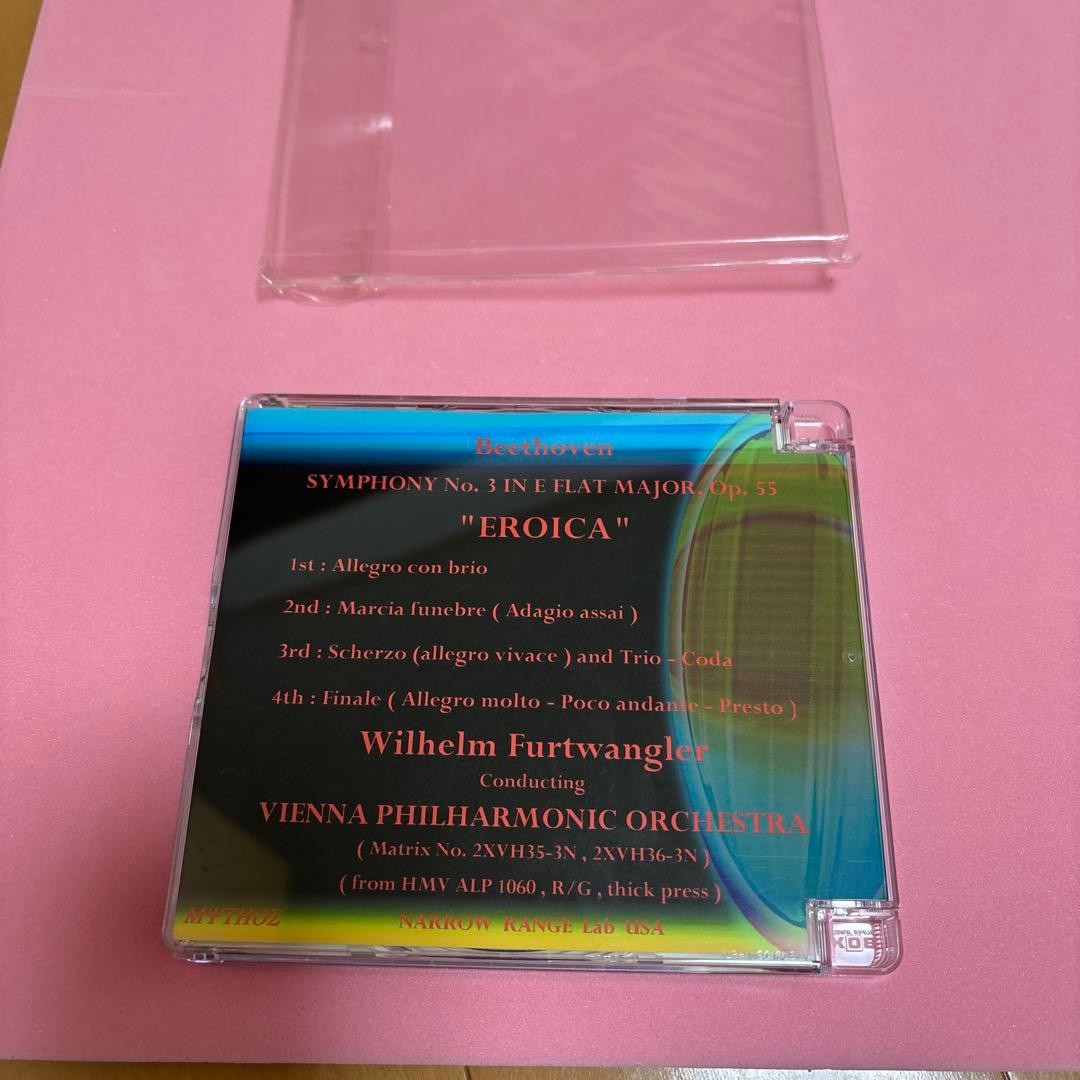 Beethoven
SYMPHONY No. 3 IN E FLAT MAJOR, Op. 55
"EROICA"
1st : Allegro con brio
2nd : Marcia funebre ( Adagio assai )
3rd : Scherzo (allegro vivace ) and Trio - Coda
4th : Finale ( Allegro molto - Poco andante - Presto )
Wilhelm Furtwangler
Conducting
VIENNA PHILHARMONIC ORCHESTRA
( Matrix No. 2XVH35-3N , 2XVH36-3N )
( from HMV ALP 1060 , R/G , thick press )
MYTHOΣ
NARROW RANGE Lab USA
BOX